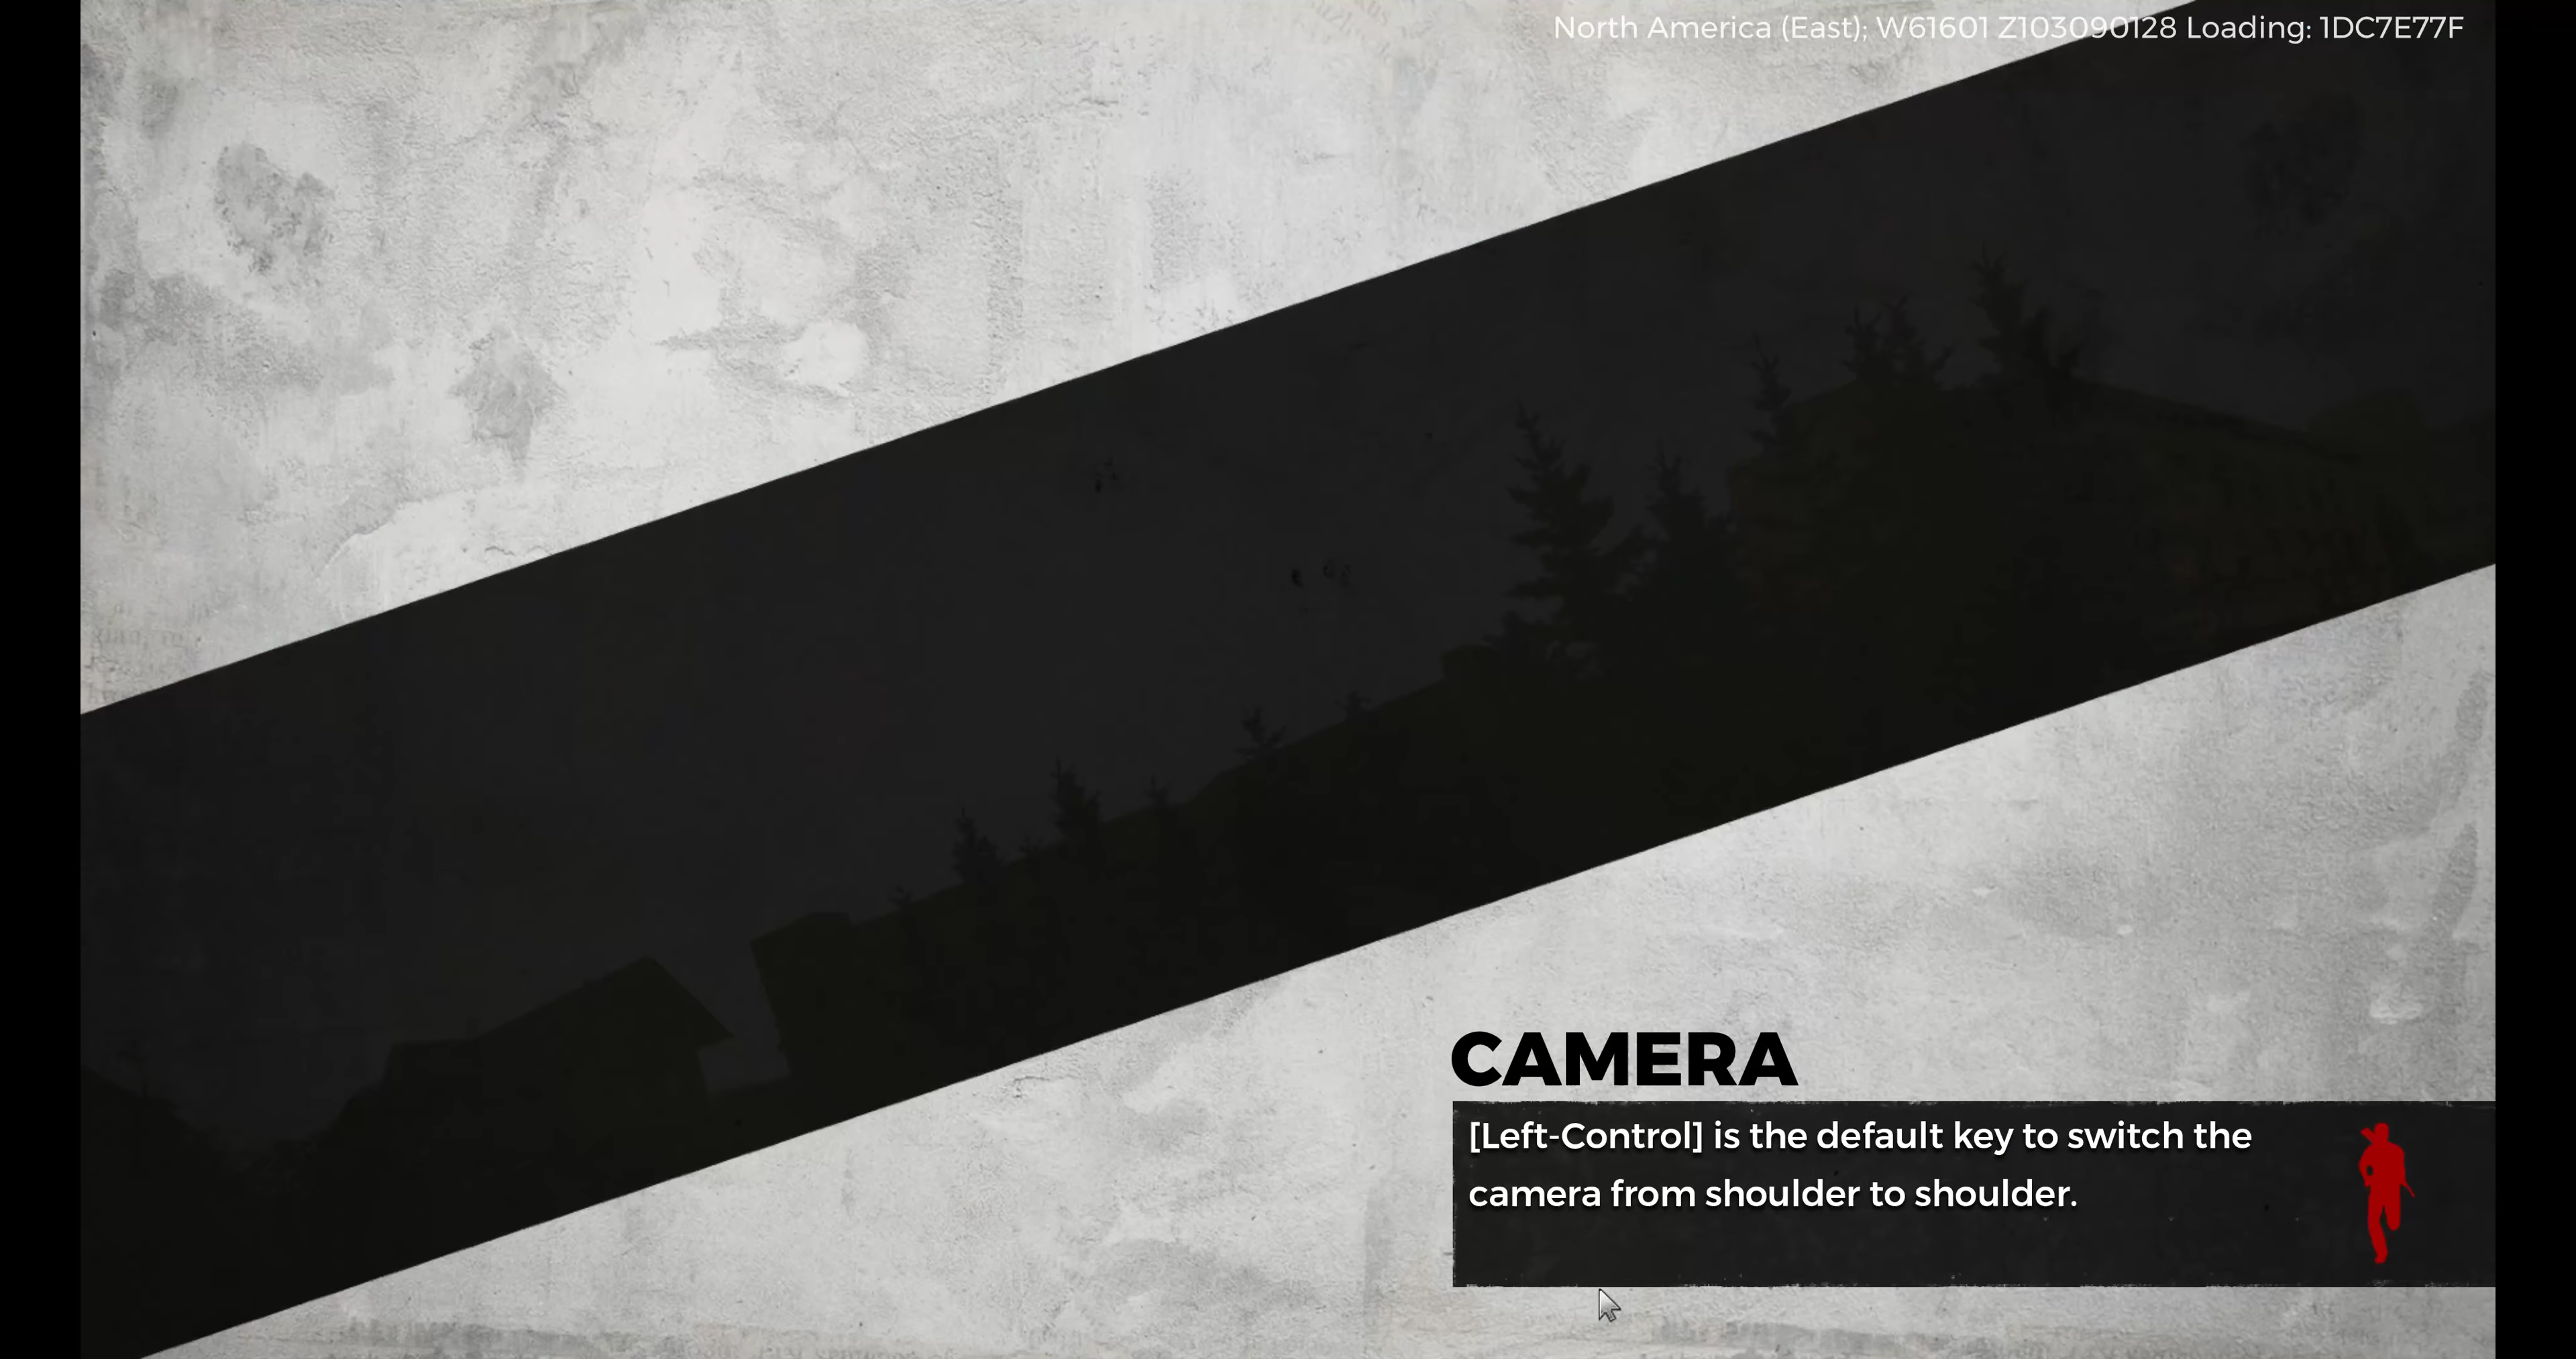 North America (East); W61601 Z103090128 Loading: 1DC7E77F
CAMERA
[Left-Control] is the default key to switch the
camera from shoulder to shoulder.